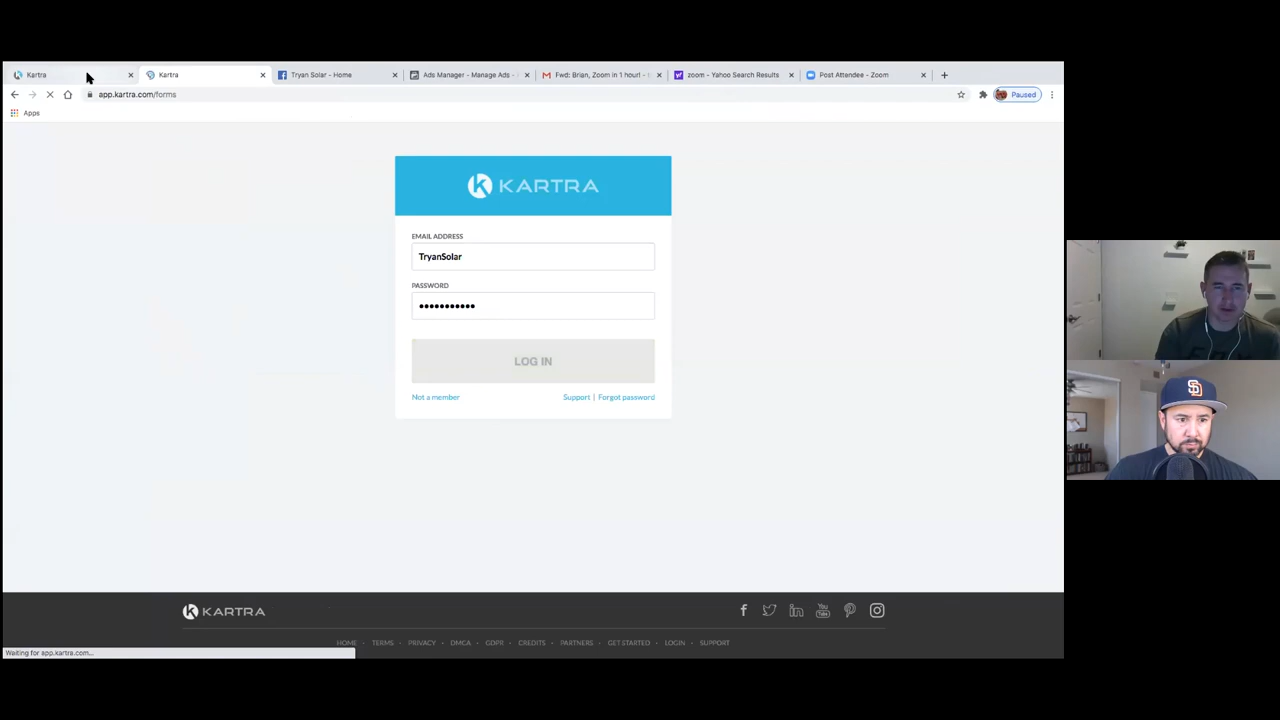 Kartra
Kartra
Tryan Solar - Home
Ads Manager - Manage Ads -
Fwd: Brian, Zoom in 1 hour! -
zoom - Yahoo Search Results
Post Attendee - Zoom
app.kartra.com/forms
Paused
Apps
KARTRA
EMAIL ADDRESS
TryanSolar
PASSWORD
•••••••••••
LOG IN
Not a member
Support | Forgot password
KARTRA
HOME · TERMS · PRIVACY · DMCA · GDPR · CREDITS · PARTNERS · GET STARTED · LOGIN · SUPPORT
Waiting for app.kartra.com...